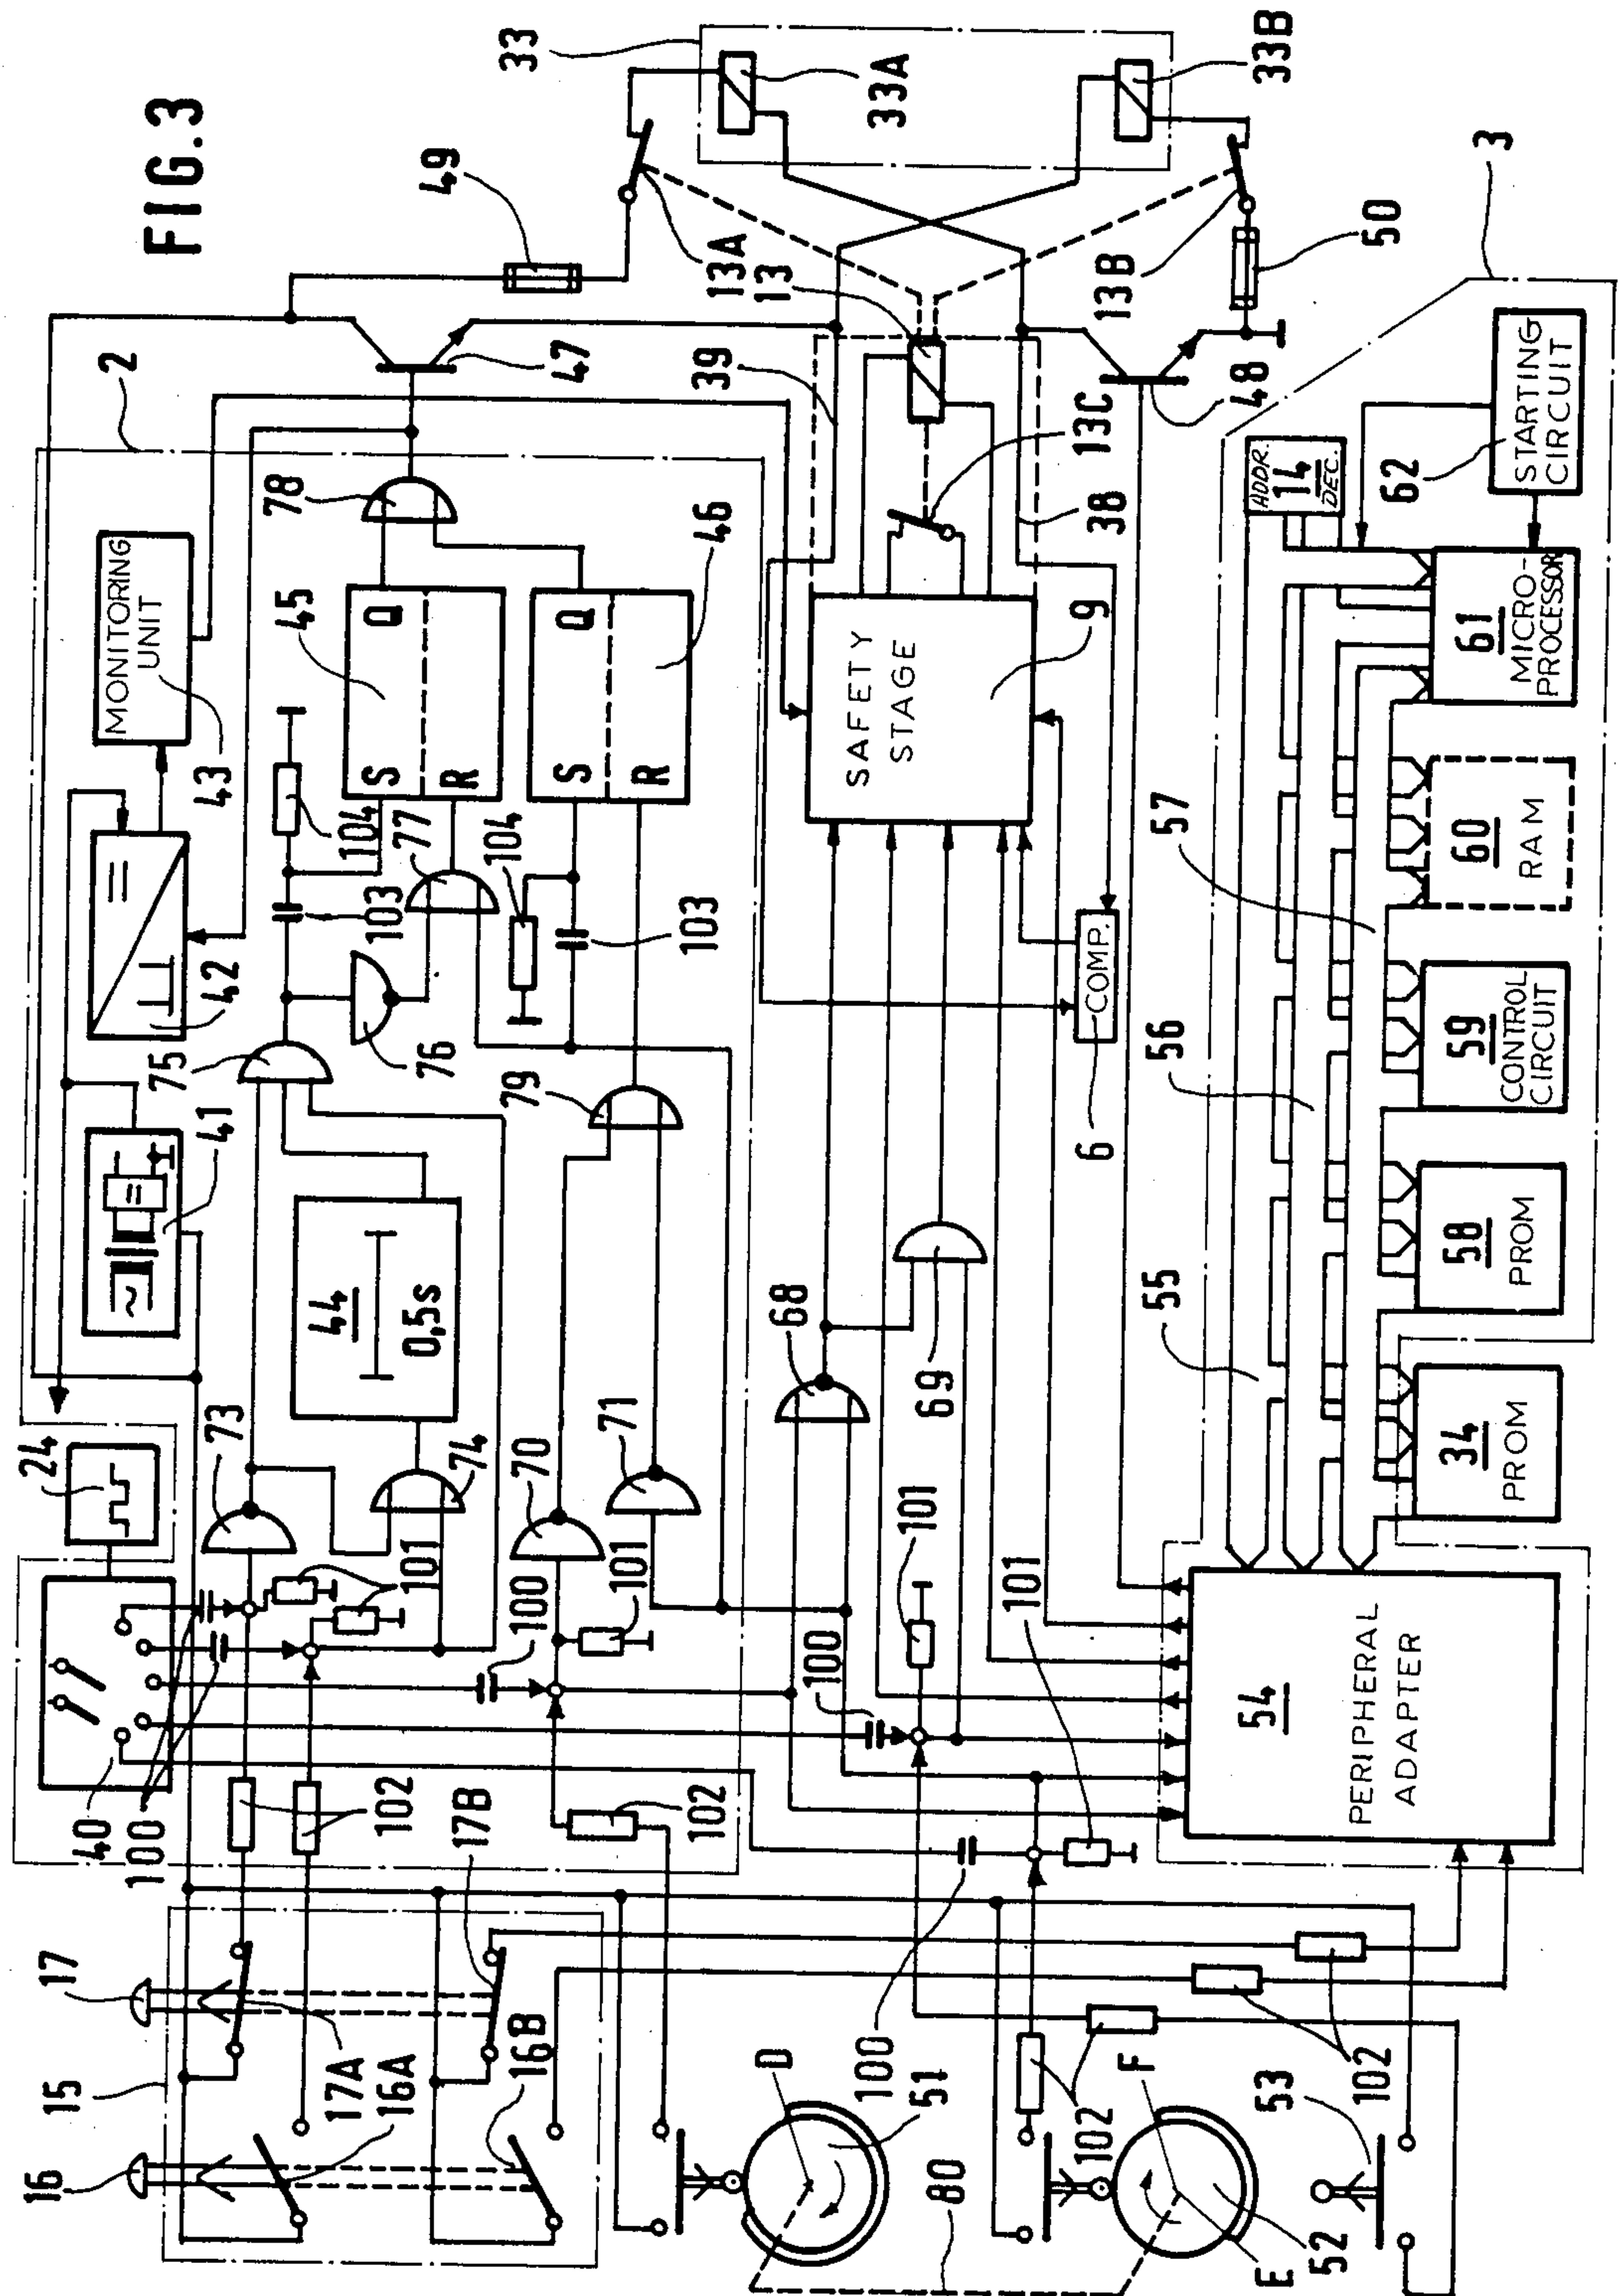 FIG.3
33
33A
33B
49
13A
13
13B
50
3
2
47
39
13C
38
48
78
46
45
Q
S
R
Q
S
R
MONITORING
UNIT
43
104
77
104
103
103
42
75
76
79
41
44
0,5s
24
73
74
70
71
101
101
100
40
100
102
102
17B
17
15
16
17A
16A
16B
SAFETY
STAGE
9
COMP.
6
68
69
101
100
101
100
102
102
D
51
80
E
F
52
53
54
PERIPHERAL
ADAPTER
55
56
57
ADDR.
14
DEC.
62
STARTING
CIRCUIT
61
MICRO-
PROCESSOR
60
RAM
59
CONTROL
CIRCUIT
58
PROM
34
PROM